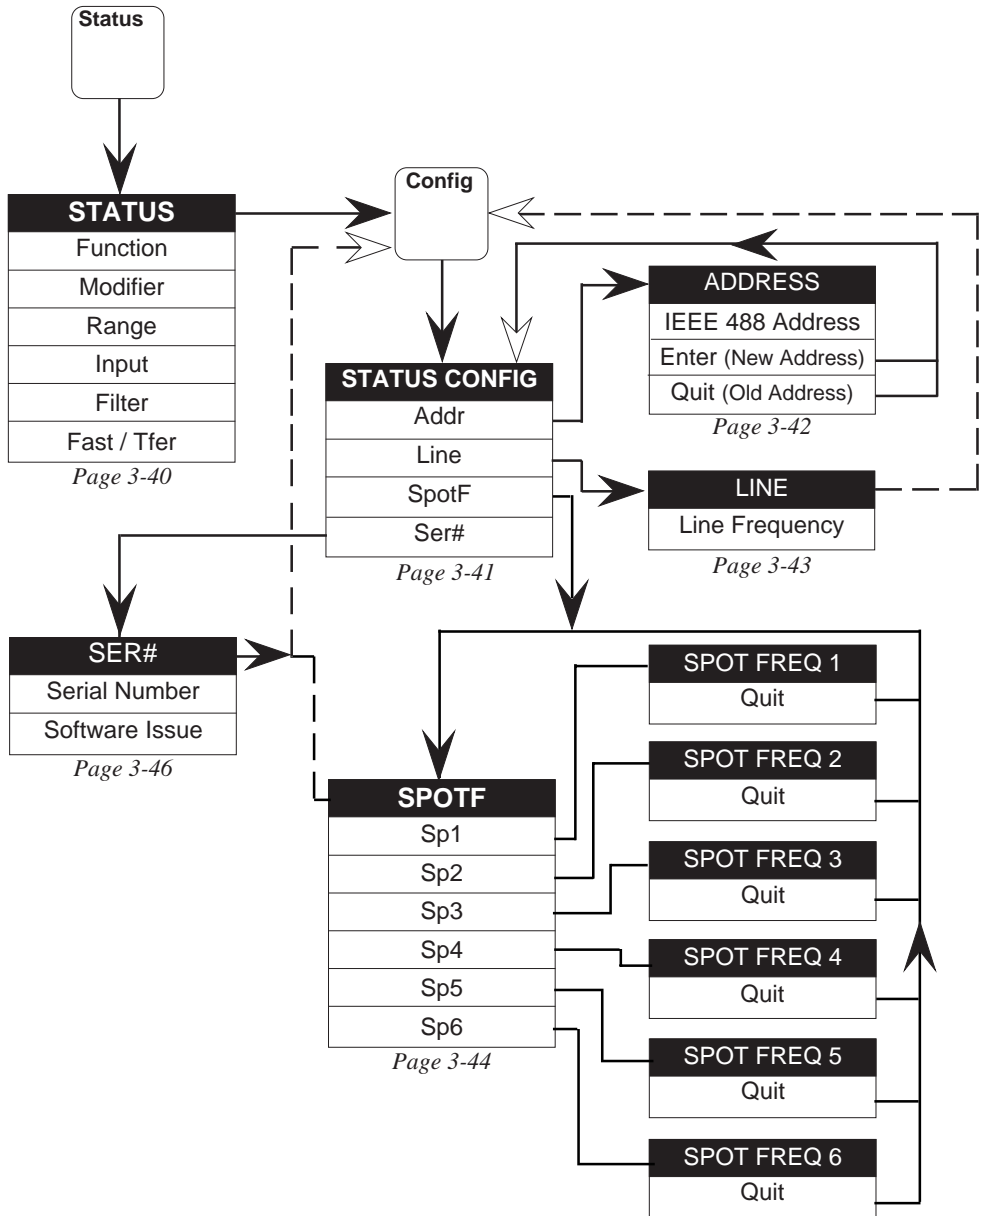 Status
Config
STATUS
Function
Modifier
Range
Input
Filter
Fast / Tfer
Page 3-40
STATUS CONFIG
Addr
Line
SpotF
Ser#
Page 3-41
ADDRESS
IEEE 488 Address
Enter (New Address)
Quit (Old Address)
Page 3-42
LINE
Line Frequency
Page 3-43
SER#
Serial Number
Software Issue
Page 3-46
SPOTF
Sp1
Sp2
Sp3
Sp4
Sp5
Sp6
Page 3-44
SPOT FREQ 1
Quit
SPOT FREQ 2
Quit
SPOT FREQ 3
Quit
SPOT FREQ 4
Quit
SPOT FREQ 5
Quit
SPOT FREQ 6
Quit